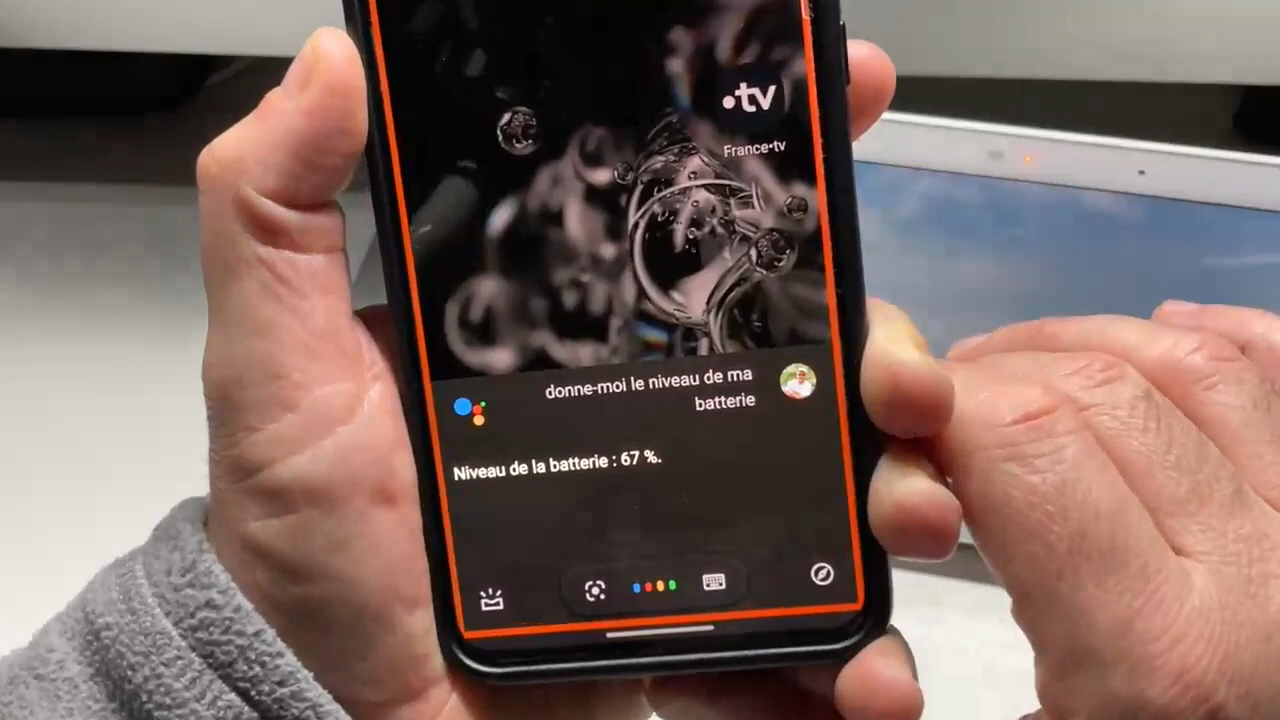 •tv
France•tv
donne-moi le niveau de ma
batterie
Niveau de la batterie : 67 %.